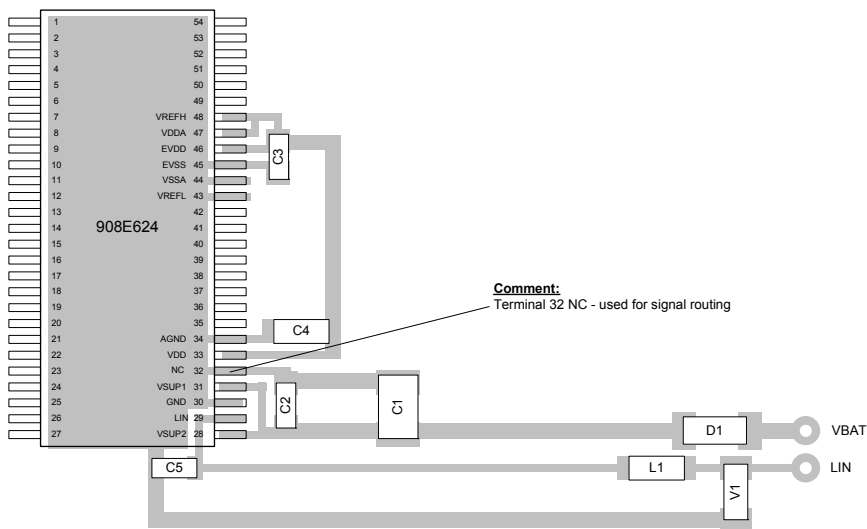 1 54
2 53
3 52
4 51
5 50
6 49
7 VREFH 48
8 VDDA 47
9 EVDD 46
10 EVSS 45
11 VSSA 44
12 VREFL 43
13 42
14 908E624 41
15 40
16 39
17 38
18 37
19 36
20 35
21 AGND 34
22 VDD 33
23 NC 32
24 VSUP1 31
25 GND 30
26 LIN 29
27 VSUP2 28
C3
Comment:
Terminal 32 NC - used for signal routing
C4
C2
C1
D1
VBAT
C5
L1
V1
LIN